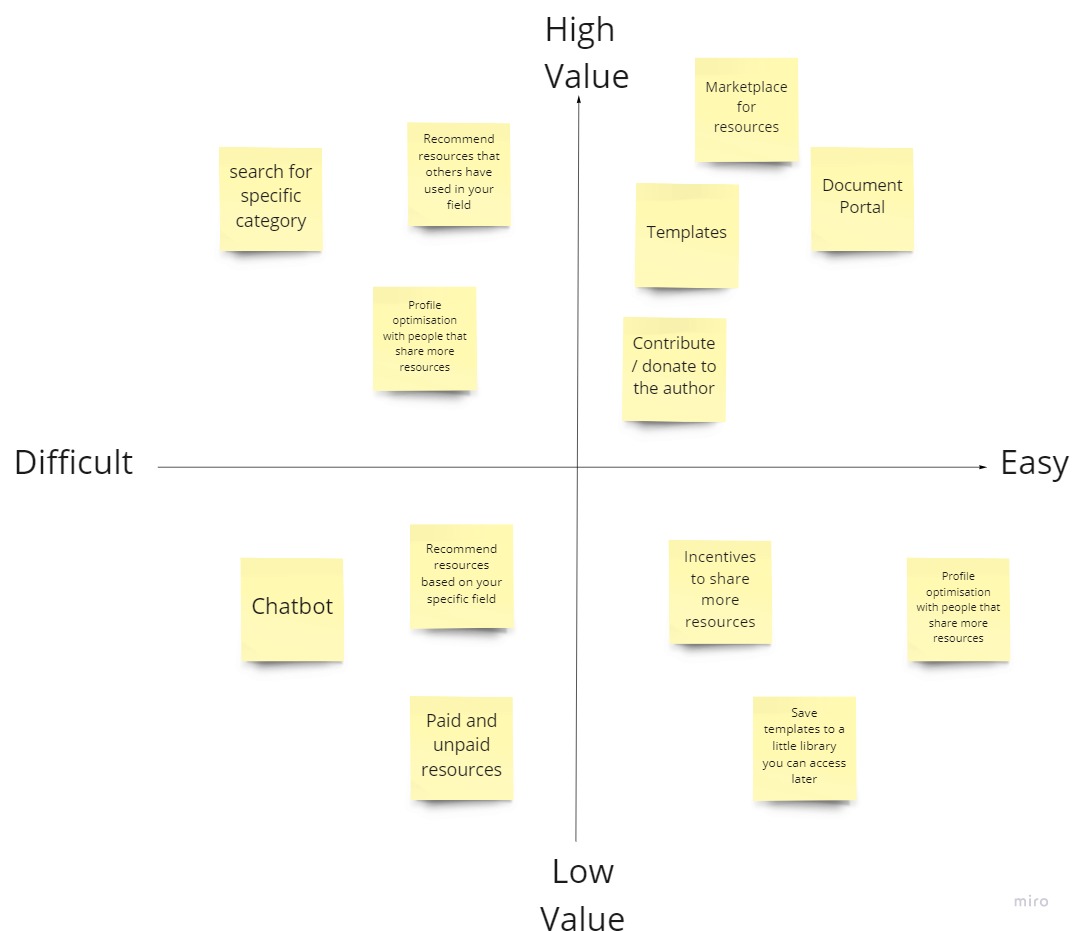 High
Value
Marketplace
for
resources
Recommend
resources that
others have
used in your
field
search for
specific
category
Document
Portal
Templates
Profile
optimisation
with people that
share more
resources
Contribute
/ donate to
the author
Difficult
Easy
Recommend
resources
based on your
specific field
Chatbot
Incentives
to share
more
resources
Profile
optimisation
with people that
share more
resources
Paid and
unpaid
resources
Save
templates to a
little library
you can access
later
Low
Value
miro